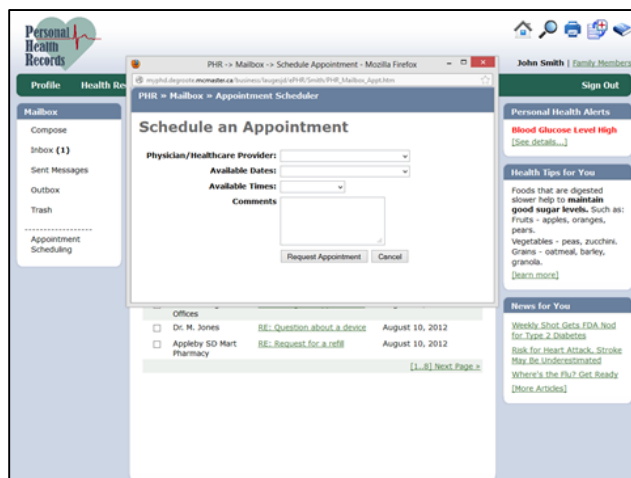 Personal
Health
Records
John Smith | Family Members
Profile Health Re
Sign Out
PHR -> Mailbox -> Schedule Appointment - Mozilla Firefox
PHR » Mailbox » Appointment Scheduler
Schedule an Appointment
Physician/Healthcare Provider:
Available Dates:
Available Times:
Comments
Request Appointment Cancel
Mailbox
Compose
Inbox (1)
Sent Messages
Outbox
Trash
------------------
Appointment
Scheduling
Offices
Dr. M. Jones RE: Question about a device August 10, 2012
Appleby SD Mart RE: Request for a refill August 10, 2012
Pharmacy
[1..8] Next Page »
Personal Health Alerts
Blood Glucose Level High
[See details...]
Health Tips for You
Foods that are digested
slower help to maintain
good sugar levels. Such as:
Fruits - apples, oranges,
pears.
Vegetables - peas, zucchini.
Grains - oatmeal, barley,
granola.
[learn more]
News for You
Weekly Shot Gets FDA Nod
for Type 2 Diabetes
Risk for Heart Attack, Stroke
May Be Underestimated
Where's the Flu? Get Ready
[More Articles]